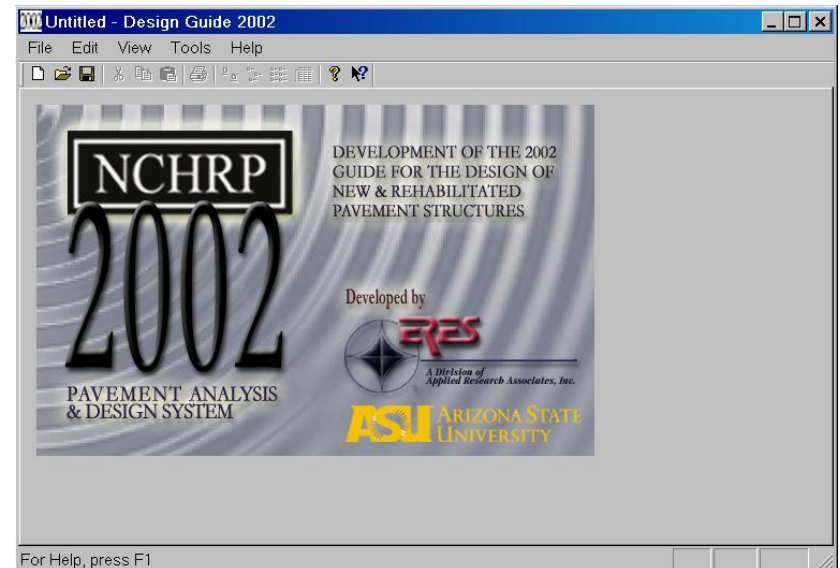 Untitled - Design Guide 2002
File Edit View Tools Help
NCHRP
2002
PAVEMENT ANALYSIS
& DESIGN SYSTEM
DEVELOPMENT OF THE 2002
GUIDE FOR THE DESIGN OF
NEW & REHABILITATED
PAVEMENT STRUCTURES
Developed by
ERES
A Division of
Applied Research Associates, Inc.
ASU ARIZONA STATE
UNIVERSITY
For Help, press F1